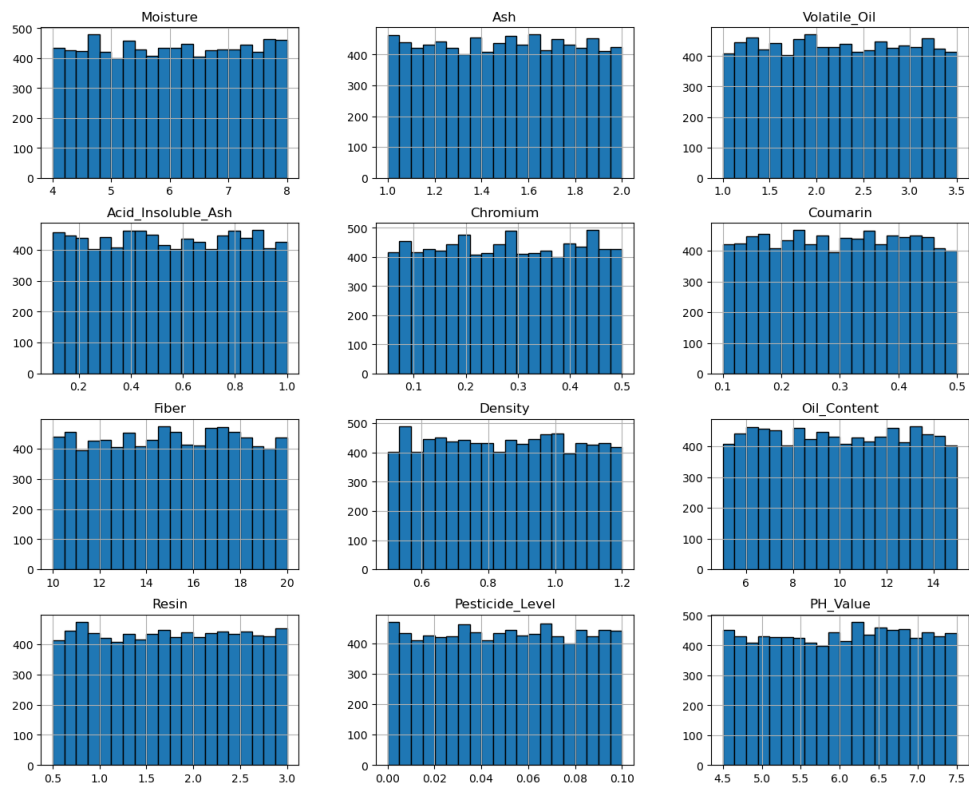 Moisture
500
400
300
200
100
0
4 5 6 7 8
Ash
400
300
200
100
0
1.0 1.2 1.4 1.6 1.8 2.0
Volatile_Oil
400
300
200
100
0
1.0 1.5 2.0 2.5 3.0 3.5
Acid_Insoluble_Ash
400
300
200
100
0
0.2 0.4 0.6 0.8 1.0
Chromium
500
400
300
200
100
0
0.1 0.2 0.3 0.4 0.5
Coumarin
400
300
200
100
0
0.1 0.2 0.3 0.4 0.5
Fiber
400
300
200
100
0
10 12 14 16 18 20
Density
500
400
300
200
100
0
0.6 0.8 1.0 1.2
Oil_Content
400
300
200
100
0
6 8 10 12 14
Resin
400
300
200
100
0
0.5 1.0 1.5 2.0 2.5 3.0
Pesticide_Level
400
300
200
100
0
0.00 0.02 0.04 0.06 0.08 0.10
PH_Value
500
400
300
200
100
0
4.5 5.0 5.5 6.0 6.5 7.0 7.5